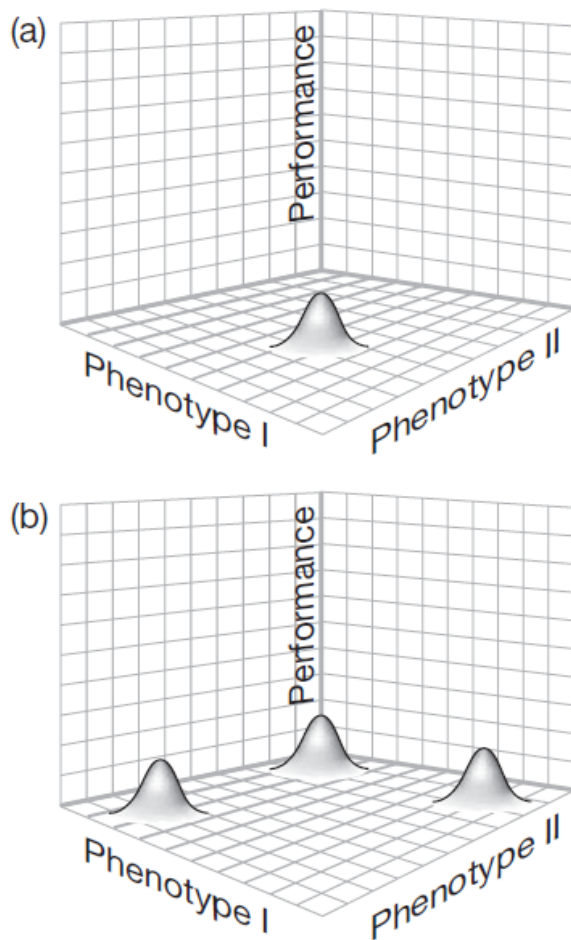 (a)
Performance
Phenotype I
Phenotype II
(b)
Performance
Phenotype I
Phenotype II